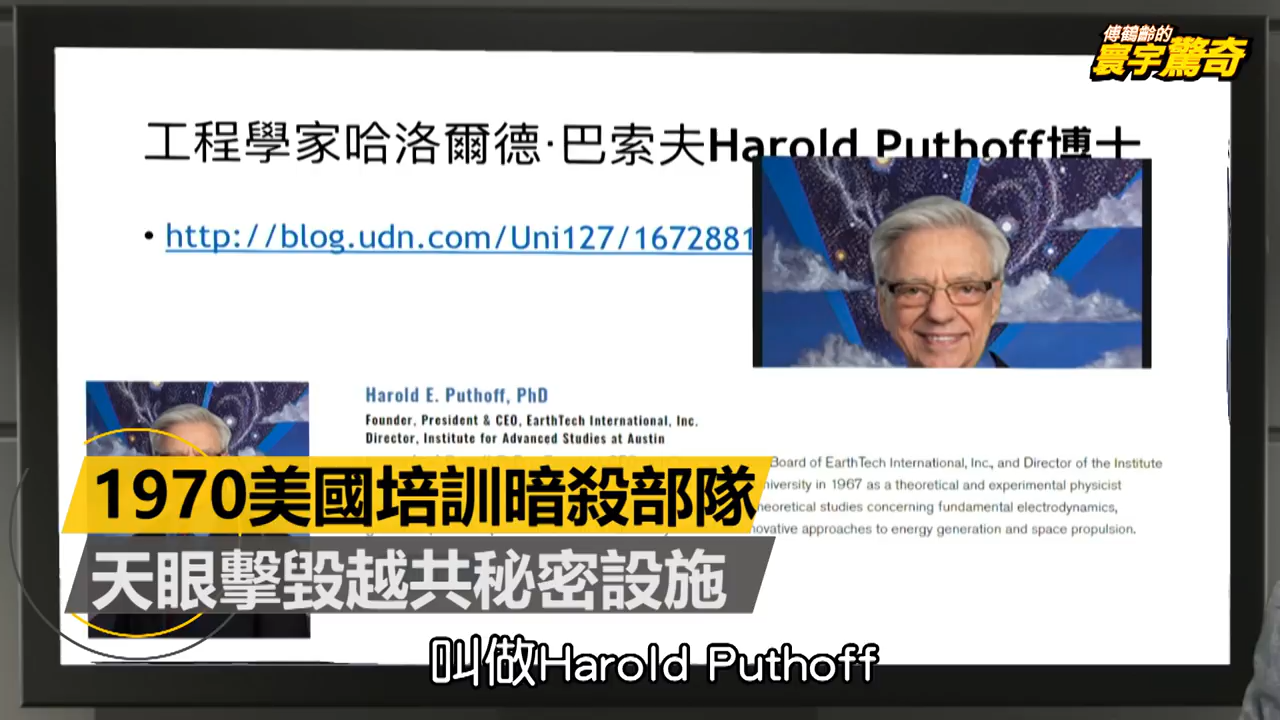 傅鶴齡的
寰宇驚奇
工程學家哈洛爾德·巴索夫Harold Puthoff博士
• http://blog.udn.com/Uni127/1672881
Harold E. Puthoff, PhD
Founder, President & CEO, EarthTech International, Inc.
Director, Institute for Advanced Studies at Austin
Board of EarthTech International, Inc., and Director of the Institute
in 1967 as a theoretical and experimental physicist
theoretical studies concerning fundamental electrodynamics,
approaches to energy generation and space propulsion.
1970美國培訓暗殺部隊
天眼擊毀越共秘密設施
叫做Harold Puthoff